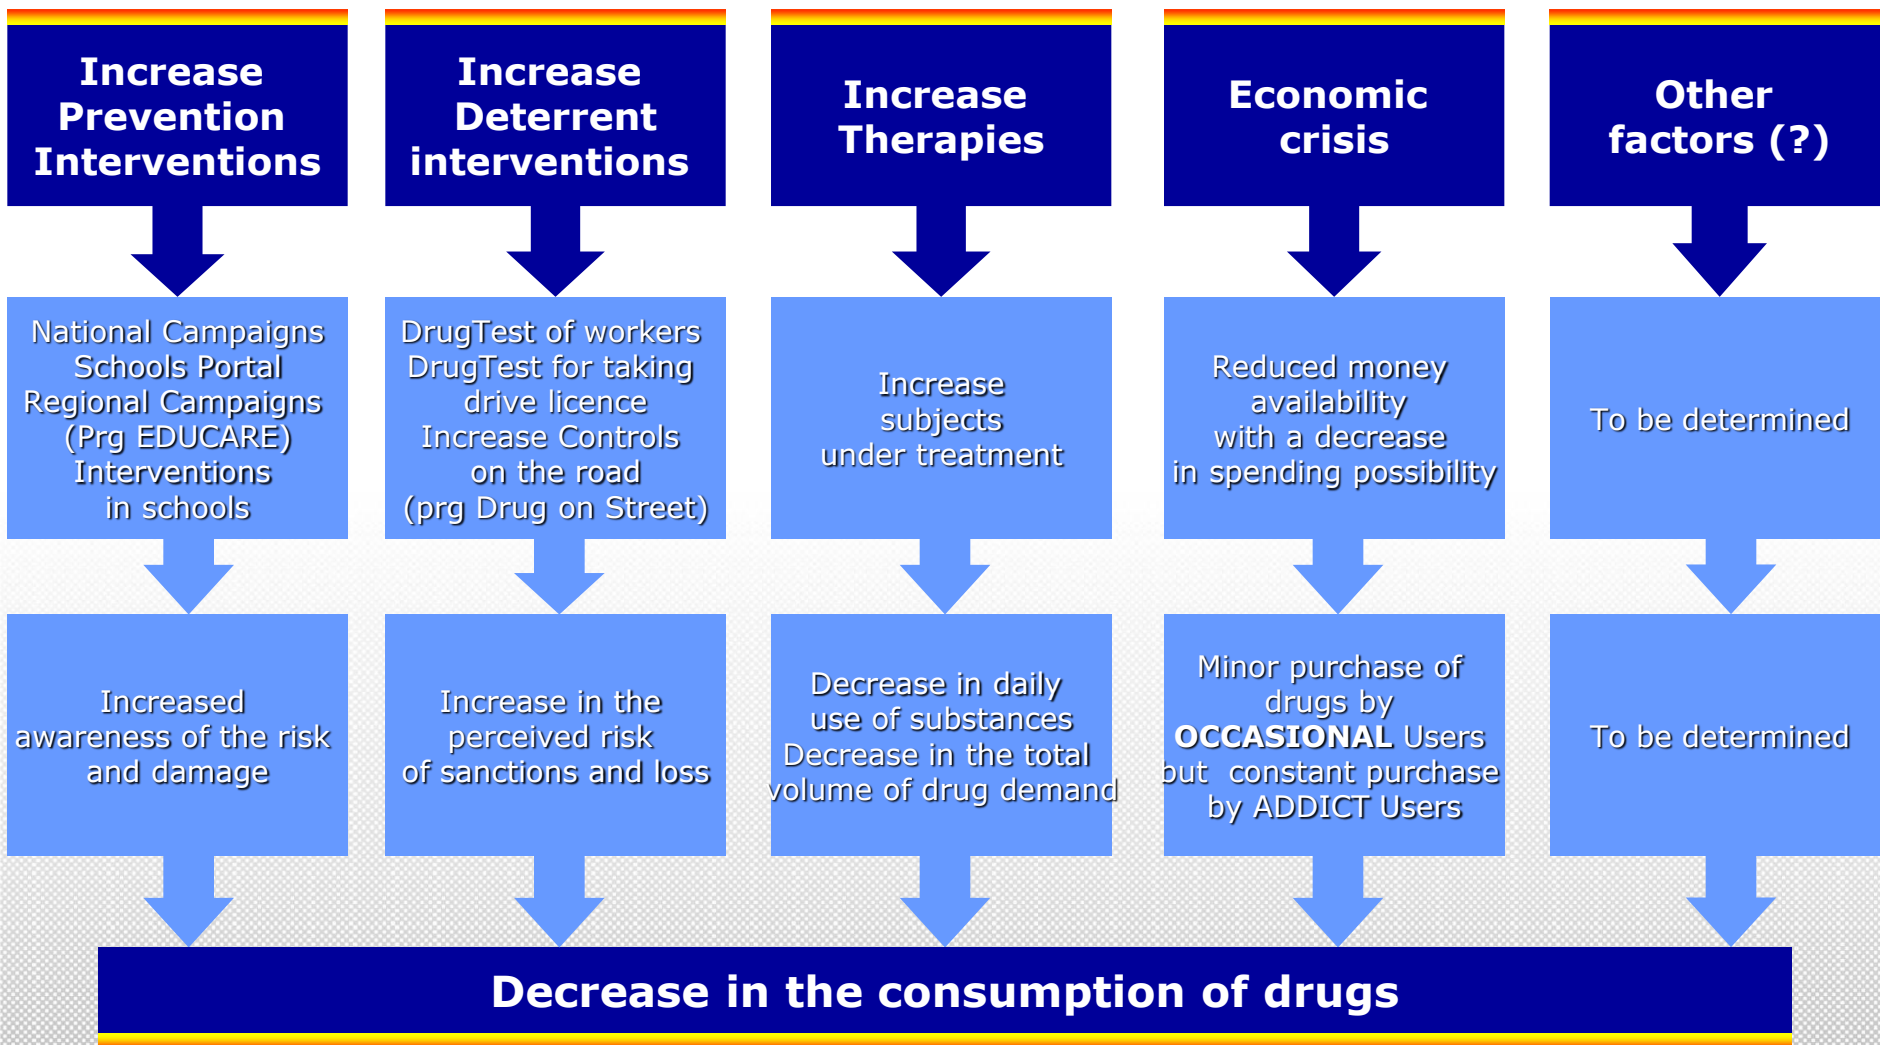 Increase
Prevention
Interventions
Increase
Deterrent
interventions
Increase
Therapies
Economic
crisis
Other
factors (?)
National Campaigns
Schools Portal
Regional Campaigns
(Prg EDUCARE)
Interventions
in schools
DrugTest of workers
DrugTest for taking
drive licence
Increase Controls
on the road
(prg Drug on Street)
Increase
subjects
under treatment
Reduced money
availability
with a decrease
in spending possibility
To be determined
Increased
awareness of the risk
and damage
Increase in the
perceived risk
of sanctions and loss
Decrease in daily
use of substances
Decrease in the total
volume of drug demand
Minor purchase of
drugs by
OCCASIONAL Users
but constant purchase
by ADDICT Users
To be determined
Decrease in the consumption of drugs